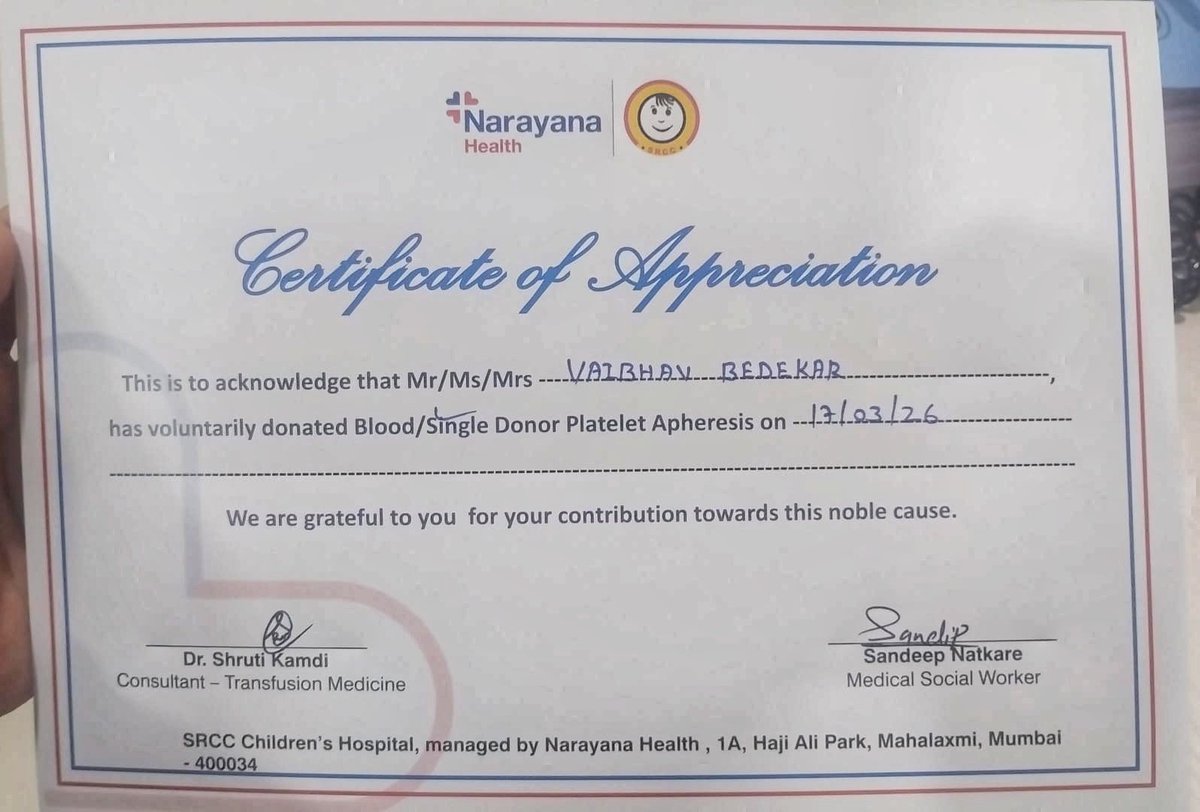 Narayana
Health
SRCC
Certificate of Appreciation
This is to acknowledge that Mr/Ms/Mrs ----VAIBHAV BEDEKAR----,
has voluntarily donated Blood/Single Donor Platelet Apheresis on --17/03/26----
We are grateful to you for your contribution towards this noble cause.
Sandip
Dr. Shruti Kamdi
Sandeep Natkare
Consultant – Transfusion Medicine
Medical Social Worker
SRCC Children's Hospital, managed by Narayana Health , 1A, Haji Ali Park, Mahalaxmi, Mumbai
- 400034